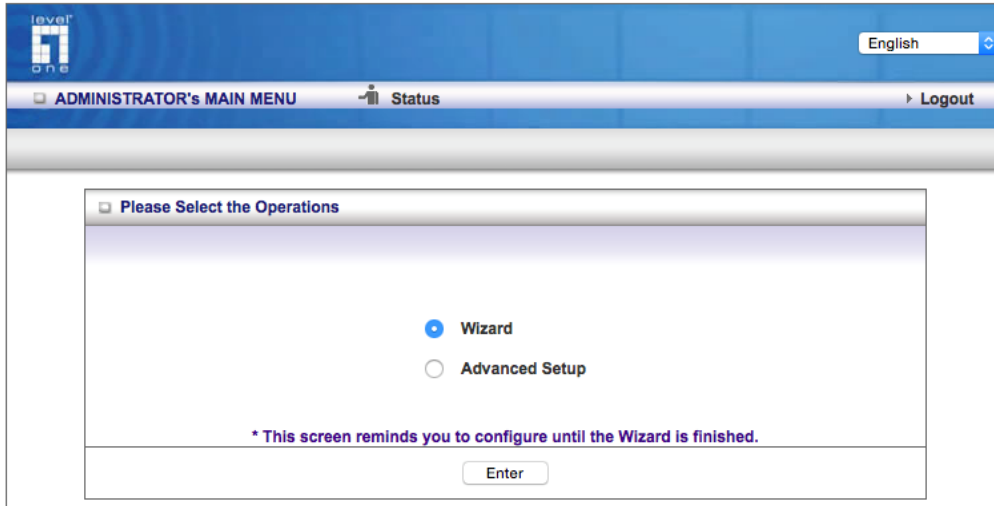 level
one
English
ADMINISTRATOR's MAIN MENU Status Logout
Please Select the Operations
Wizard
Advanced Setup
* This screen reminds you to configure until the Wizard is finished.
Enter